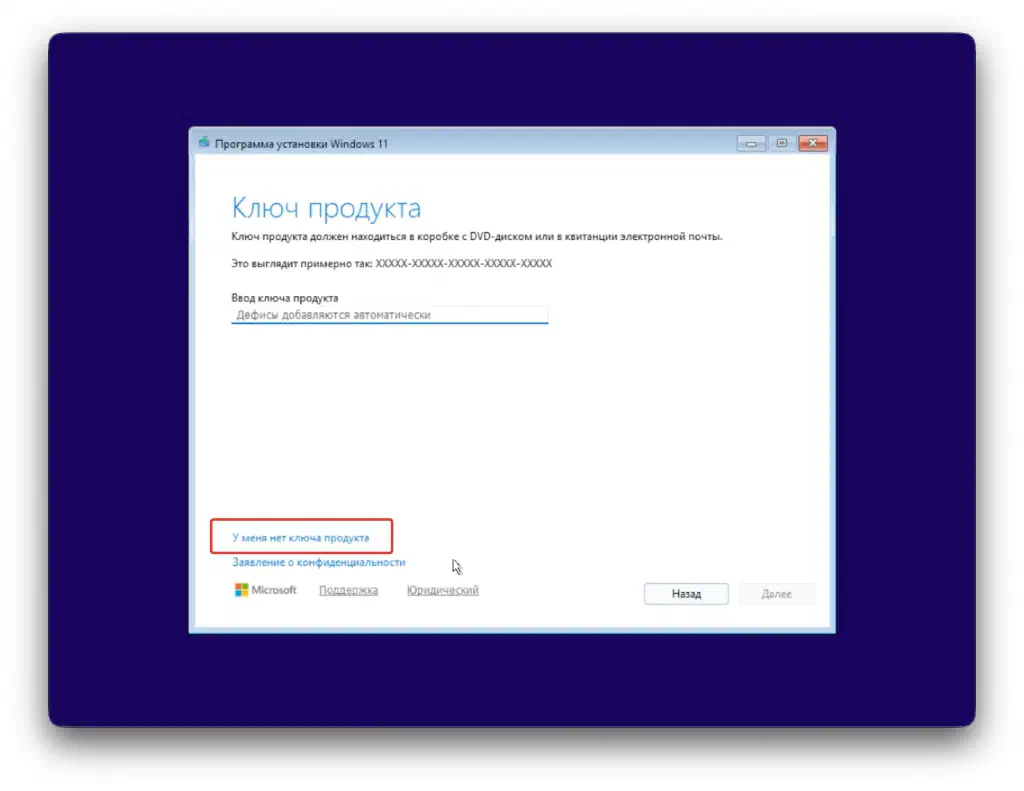 Программа установки Windows 11
Ключ продукта
Ключ продукта должен находиться в коробке с DVD-диском или в квитанции электронной почты.
Это выглядит примерно так: XXXXX-XXXXX-XXXXX-XXXXX-XXXXX
Ввод ключа продукта
Дефисы добавляются автоматически
У меня нет ключа продукта
Заявление о конфиденциальности
Microsoft Поддержка Юридический Назад Далее